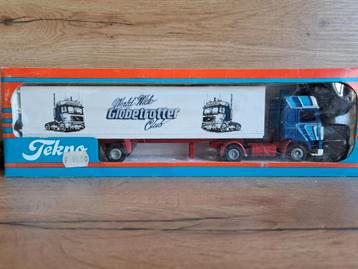 World Wide
Globetrotter
Club
Tekno